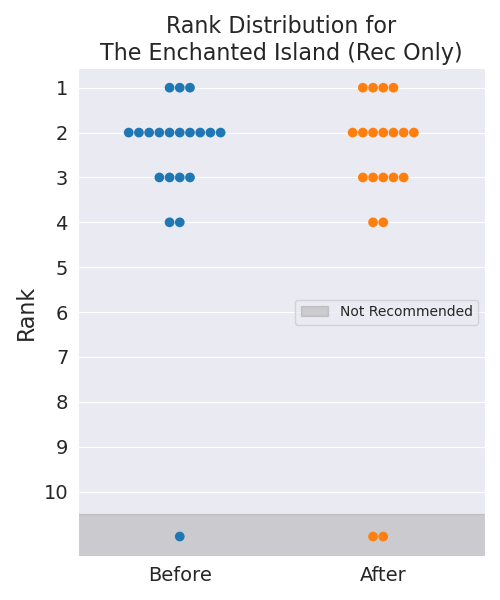 Rank Distribution for
The Enchanted Island (Rec Only)
1
2
3
4
5
6
7
8
9
10
Rank
Not Recommended
Before
After